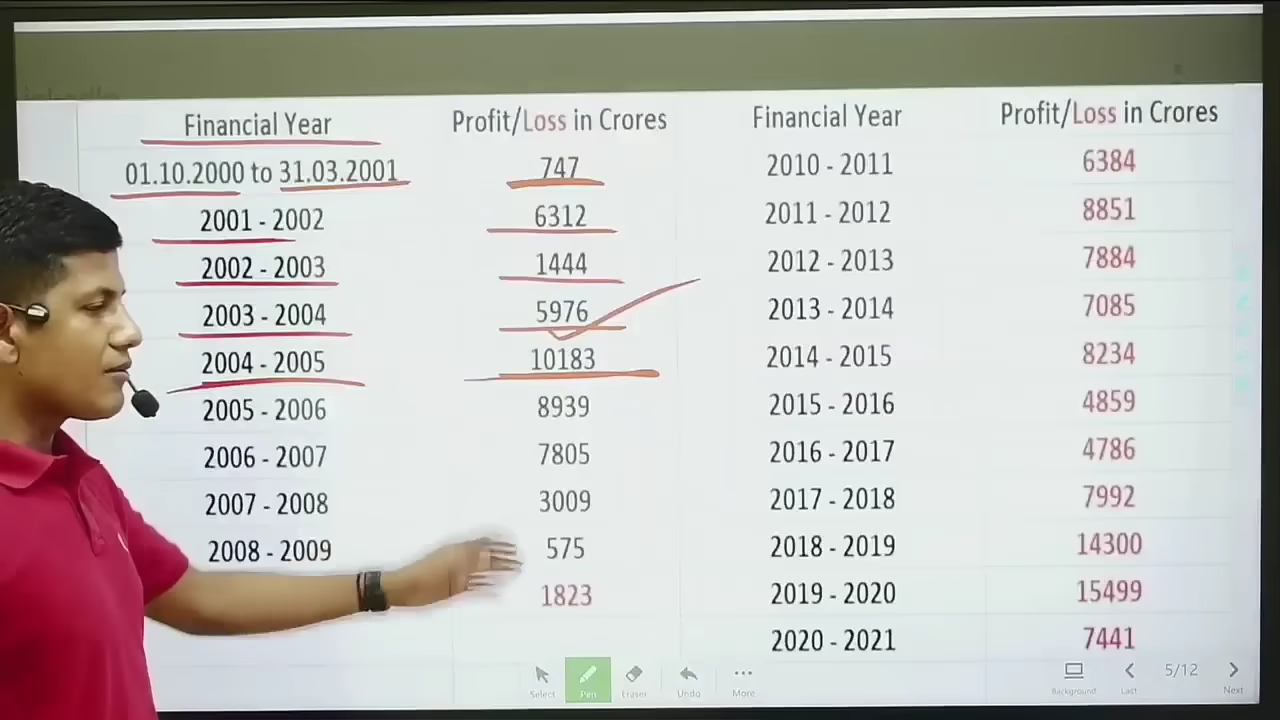 Financial Year Profit/Loss in Crores Financial Year Profit/Loss in Crores
01.10.2000 to 31.03.2001 747 2010 - 2011 6384
2001 - 2002 6312 2011 - 2012 8851
2002 - 2003 1444 2012 - 2013 7884
2003 - 2004 5976 2013 - 2014 7085
2004 - 2005 10183 2014 - 2015 8234
2005 - 2006 8939 2015 - 2016 4859
2006 - 2007 7805 2016 - 2017 4786
2007 - 2008 3009 2017 - 2018 7992
2008 - 2009 575 2018 - 2019 14300
1823 2019 - 2020 15499
2020 - 2021 7441
Select Pen Eraser Undo More Background Last 5/12 Next